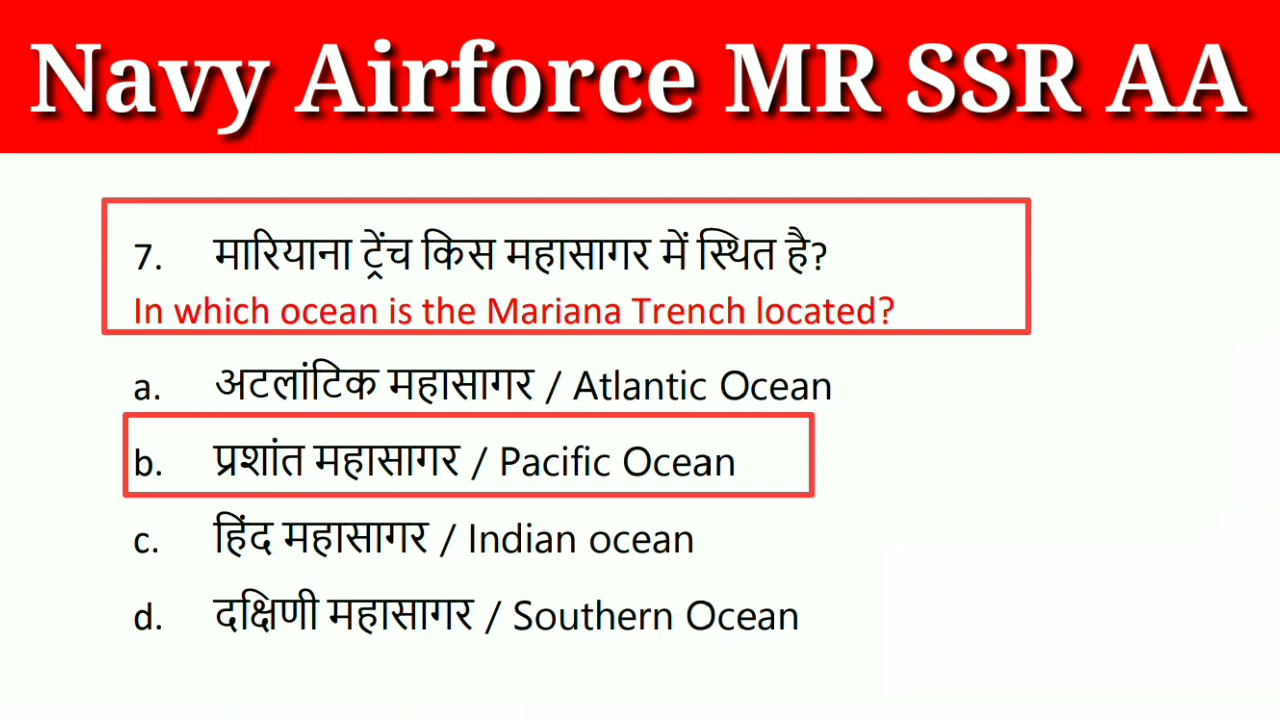 Navy Airforce MR SSR AA
7. मारियाना ट्रेंच किस महासागर में स्थित है?
In which ocean is the Mariana Trench located?
a. अटलांटिक महासागर / Atlantic Ocean
b. प्रशांत महासागर / Pacific Ocean
c. हिंद महासागर / Indian ocean
d. दक्षिणी महासागर / Southern Ocean